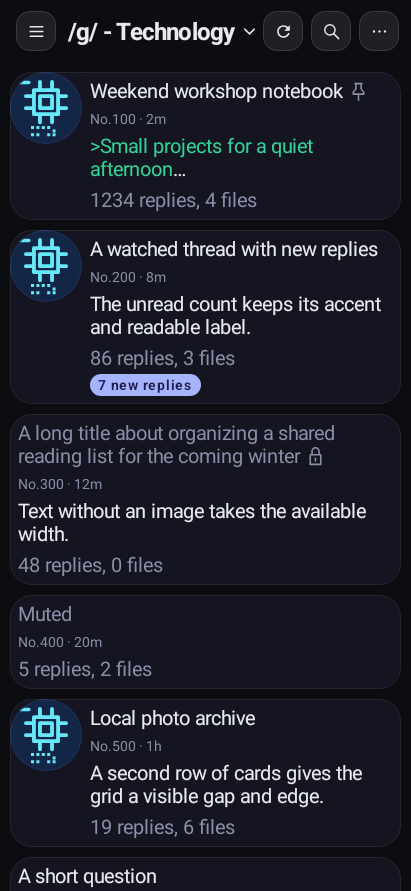 /g/ - Technology
Weekend workshop notebook
No.100 · 2m
>Small projects for a quiet
afternoon…
1234 replies, 4 files
A watched thread with new replies
No.200 · 8m
The unread count keeps its accent
and readable label.
86 replies, 3 files
7 new replies
A long title about organizing a shared
reading list for the coming winter
No.300 · 12m
Text without an image takes the available
width.
48 replies, 0 files
Muted
No.400 · 20m
5 replies, 2 files
Local photo archive
No.500 · 1h
A second row of cards gives the
grid a visible gap and edge.
19 replies, 6 files
A short question